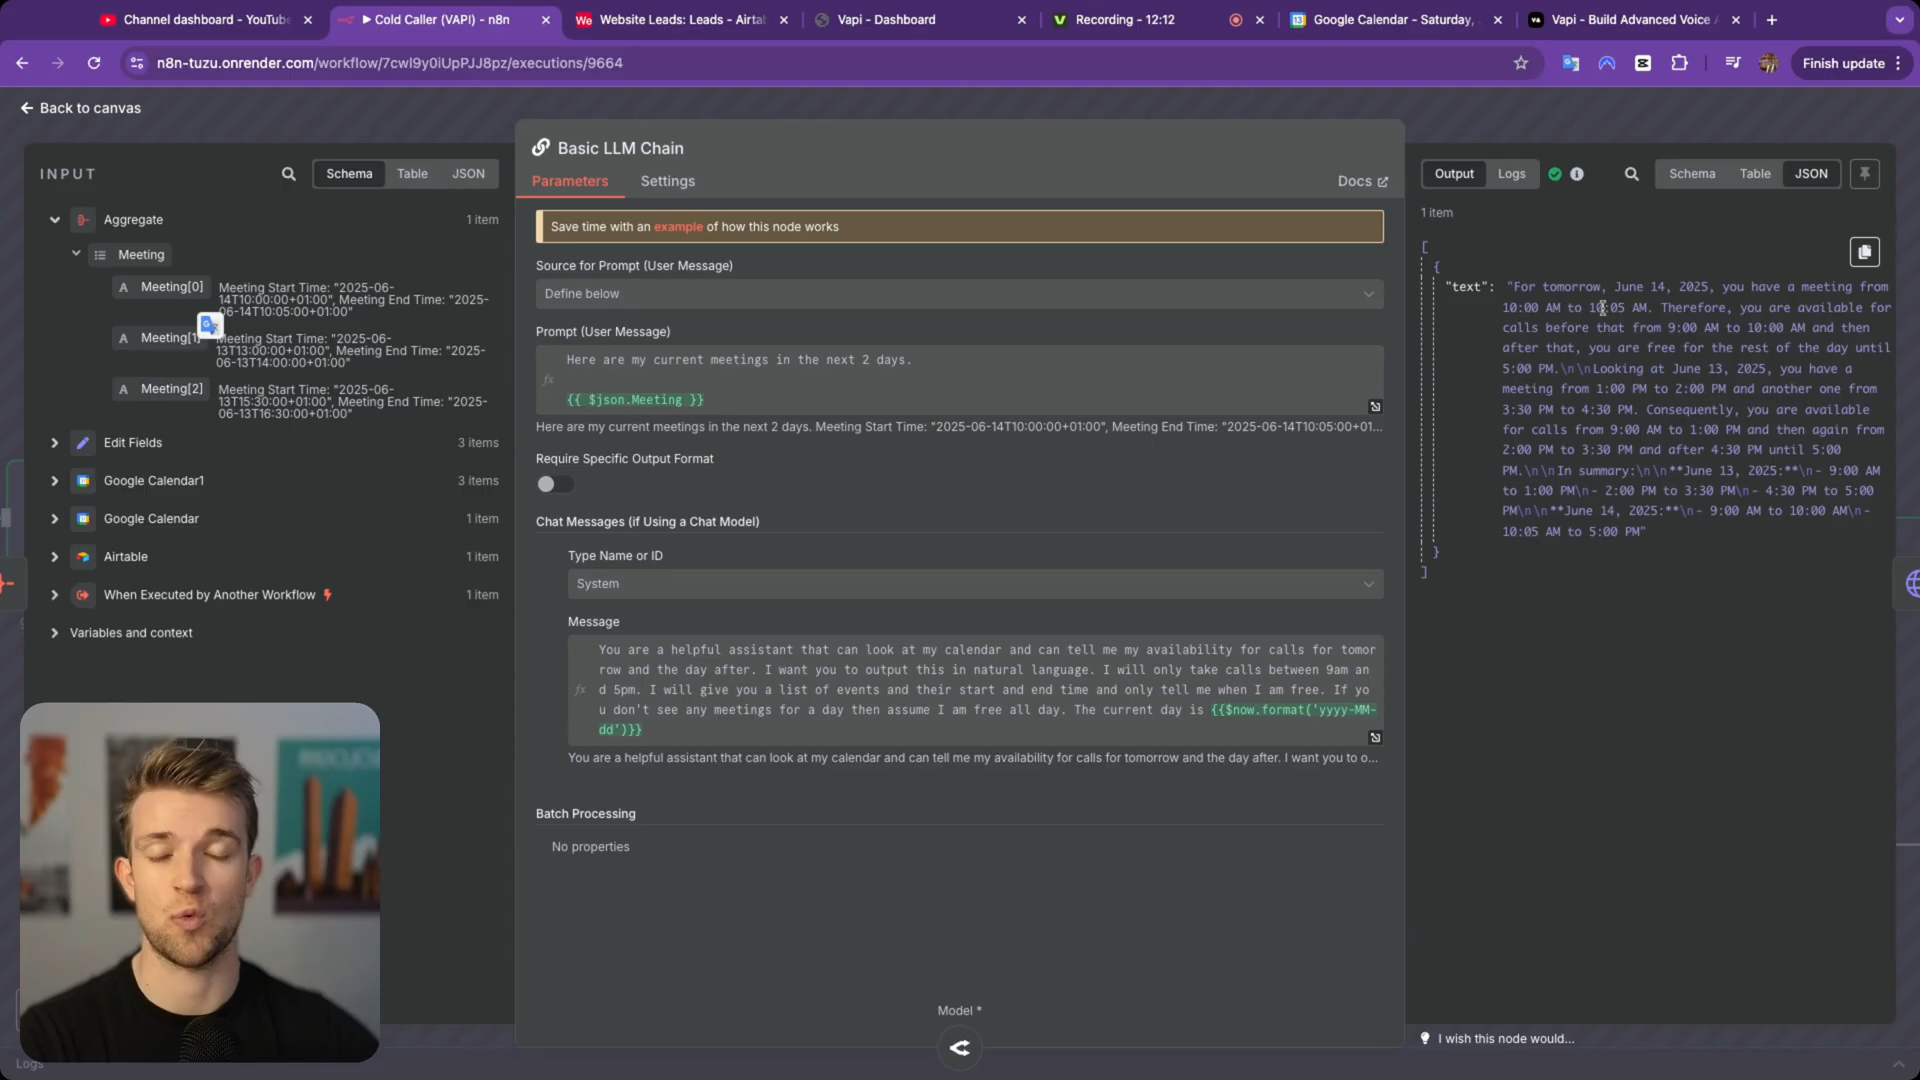 Channel dashboard - YouTube
▶ Cold Caller (VAPI) - n8n
Website Leads: Leads - Airtab
Vapi - Dashboard
Recording - 12:12
Google Calendar - Saturday,
Vapi - Build Advanced Voice A
n8n-tuzu.onrender.com/workflow/7cwI9y0iUpPJJ8pz/executions/9664
Finish update
Back to canvas
INPUT
Schema
Table
JSON
Aggregate
1 item
Meeting
A Meeting[0]
Meeting Start Time: "2025-06-
14T10:00:00+01:00", Meeting End Time: "2025-
06-14T10:05:00+01:00"
A Meeting[1]
Meeting Start Time: "2025-06-
13T13:00:00+01:00", Meeting End Time: "2025-
06-13T14:00:00+01:00"
A Meeting[2]
Meeting Start Time: "2025-06-
13T15:30:00+01:00", Meeting End Time: "2025-
06-13T16:30:00+01:00"
Edit Fields
3 items
Google Calendar1
3 items
Google Calendar
1 item
Airtable
1 item
When Executed by Another Workflow
1 item
Variables and context
Logs
Basic LLM Chain
Parameters
Settings
Docs
Save time with an example of how this node works
Source for Prompt (User Message)
Define below
Prompt (User Message)
fx
Here are my current meetings in the next 2 days.
{{ $json.Meeting }}
Here are my current meetings in the next 2 days. Meeting Start Time: "2025-06-14T10:00:00+01:00", Meeting End Time: "2025-06-14T10:05:00+01...
Require Specific Output Format
Chat Messages (if Using a Chat Model)
Type Name or ID
System
Message
fx
You are a helpful assistant that can look at my calendar and can tell me my availability for calls for tomor
row and the day after. I want you to output this in natural language. I will only take calls between 9am an
d 5pm. I will give you a list of events and their start and end time and only tell me when I am free. If yo
u don't see any meetings for a day then assume I am free all day. The current day is {{$now.format('yyyy-MM-
dd')}}
You are a helpful assistant that can look at my calendar and can tell me my availability for calls for tomorrow and the day after. I want you to o...
Batch Processing
No properties
Model *
Output
Logs
Schema
Table
JSON
1 item
[
{
"text": "For tomorrow, June 14, 2025, you have a meeting from
10:00 AM to 10:05 AM. Therefore, you are available for
calls before that from 9:00 AM to 10:00 AM and then
after that, you are free for the rest of the day until
5:00 PM.\n\nLooking at June 13, 2025, you have a
meeting from 1:00 PM to 2:00 PM and another one from
3:30 PM to 4:30 PM. Consequently, you are available
for calls from 9:00 AM to 1:00 PM and then again from
2:00 PM to 3:30 PM and after 4:30 PM until 5:00
PM.\n\nIn summary:\n\n**June 13, 2025:**\n- 9:00 AM
to 1:00 PM\n- 2:00 PM to 3:30 PM\n- 4:30 PM to 5:00
PM\n\n**June 14, 2025:**\n- 9:00 AM to 10:00 AM\n-
10:05 AM to 5:00 PM"
}
]
I wish this node would...